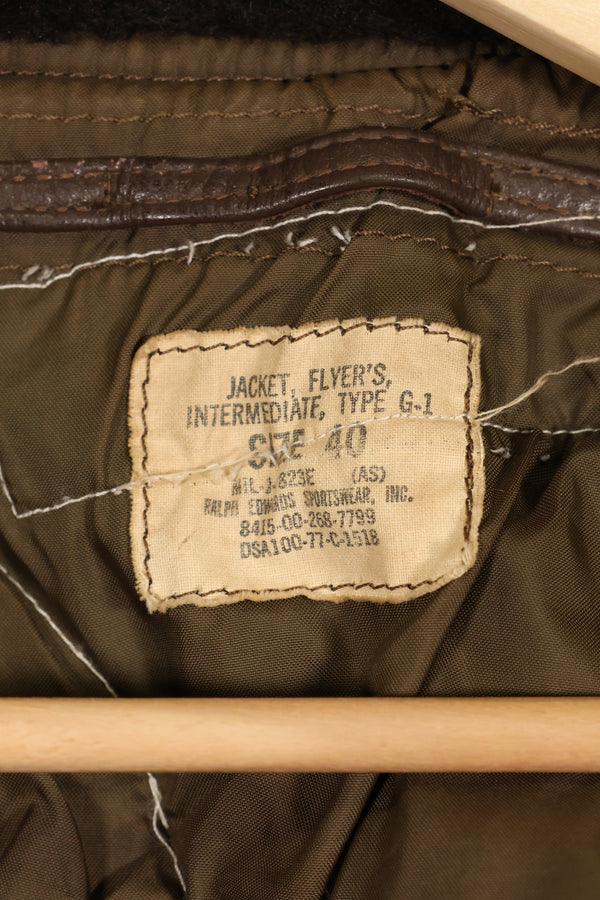 JACKET, FLYER'S,
INTERMEDIATE, TYPE G-1
SIZE 40
MIL-J-823E (AS)
RALPH EDWARDS SPORTSWEAR, INC.
8415-00-268-7799
DSA100-77-C-1518